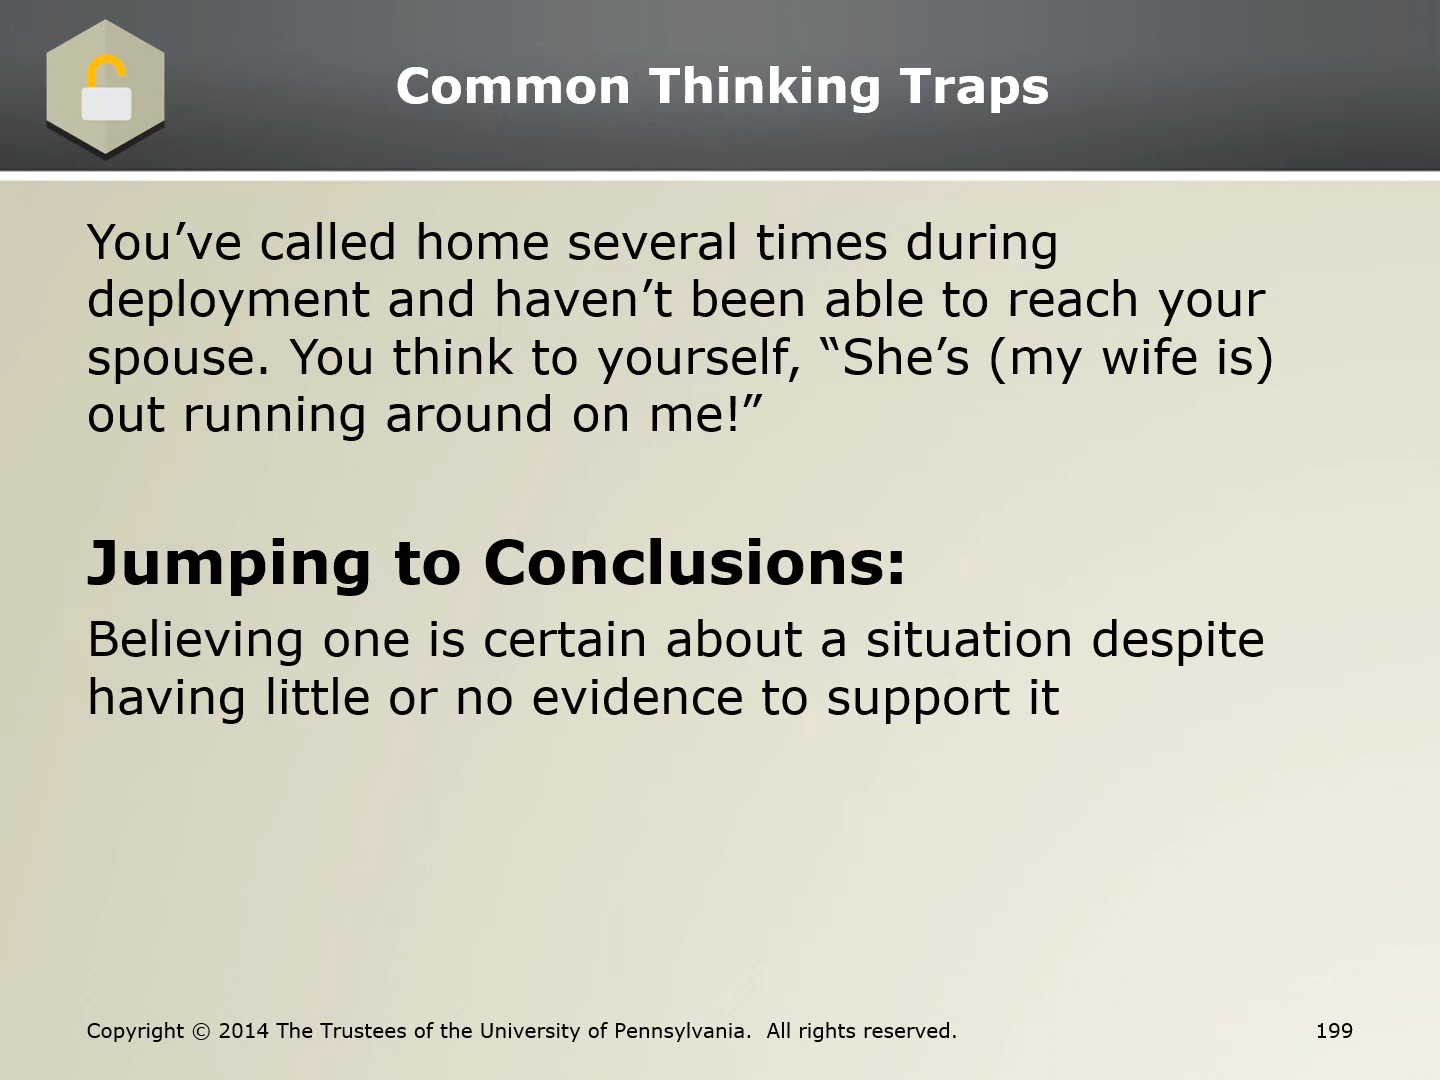 Common Thinking Traps
You’ve called home several times during
deployment and haven’t been able to reach your
spouse. You think to yourself, “She’s (my wife is)
out running around on me!”
Jumping to Conclusions:
Believing one is certain about a situation despite
having little or no evidence to support it
Copyright © 2014 The Trustees of the University of Pennsylvania.  All rights reserved.
199